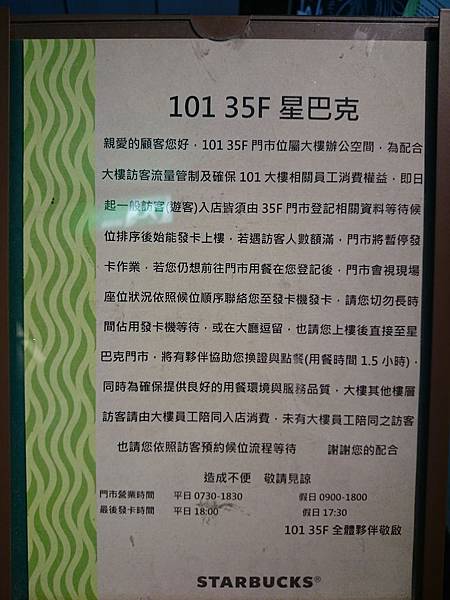 101 35F 星巴克
親愛的顧客您好，101 35F 門市位屬大樓辦公空間，為配合
大樓訪客流量管制及確保 101 大樓相關員工消費權益，即日
起一般訪客(遊客)入店皆須由 35F 門市登記相關資料等待候
位排序後始能發卡上樓，若遇訪客人數額滿，門市將暫停發
卡作業，若您仍想前往門市用餐在您登記後，門市會視現場
座位狀況依照候位順序聯絡您至發卡機發卡，請您切勿長時
間佔用發卡機等待，或在大廳逗留，也請您上樓後直接至星
巴克門市，將有夥伴協助您換證與點餐(用餐時間 1.5 小時)，
同時為確保提供良好的用餐環境與服務品質，大樓其他樓層
訪客請由大樓員工陪同入店消費，未有大樓員工陪同之訪客
也請您依照訪客預約候位流程等待 謝謝您的配合
造成不便 敬請見諒
門市營業時間 平日 0730-1830 假日 0900-1800
最後發卡時間 平日 18:00 假日 17:30
101 35F 全體夥伴敬啟
STARBUCKS®